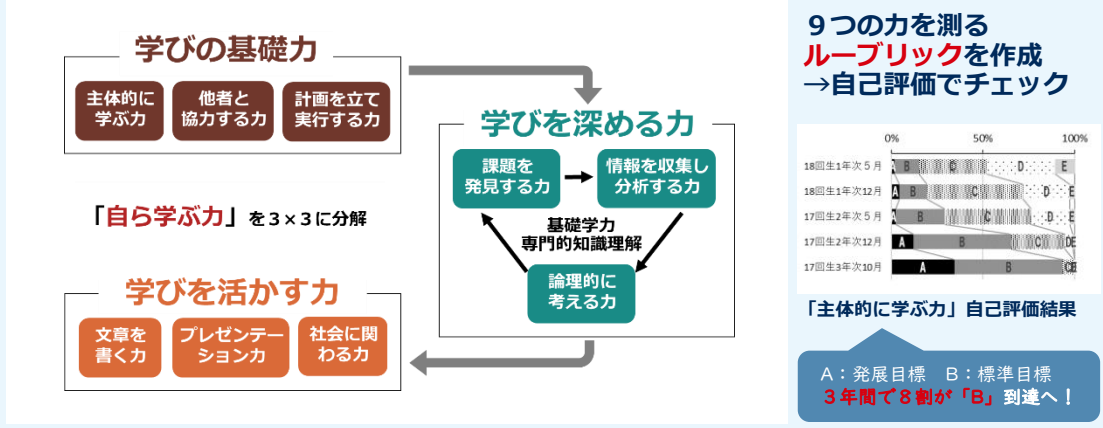 学びの基礎力
主体的に
学ぶ力
他者と
協力する力
計画を立て
実行する力
「自ら学ぶ力」を3×3に分解
学びを深める力
課題を
発見する力
情報を収集し
分析する力
基礎学力
専門的知識理解
論理的に
考える力
学びを活かす力
文章を
書く力
プレゼンテー
ション力
社会に関
わる力
９つの力を測る
ルーブリックを作成
→自己評価でチェック
0% 50% 100%
18回生1年次５月 A B C D E
18回生1年次12月 A B C D E
17回生2年次５月 A B C D E
17回生2年次12月 A B C D E
17回生3年次10月 A B C E
「主体的に学ぶ力」自己評価結果
A：発展目標　B：標準目標
３年間で８割が「B」到達へ！